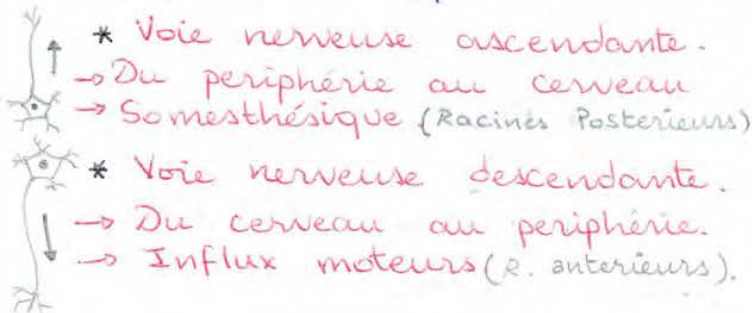 * Voie nerveuse ascendante.
→ Du periphérie au cerveau
→ Somesthésique (Racines Posterieurs)
* Voie nerveuse descendante.
→ Du cerveau au periphérie.
→ Influx moteurs (R. anterieurs).